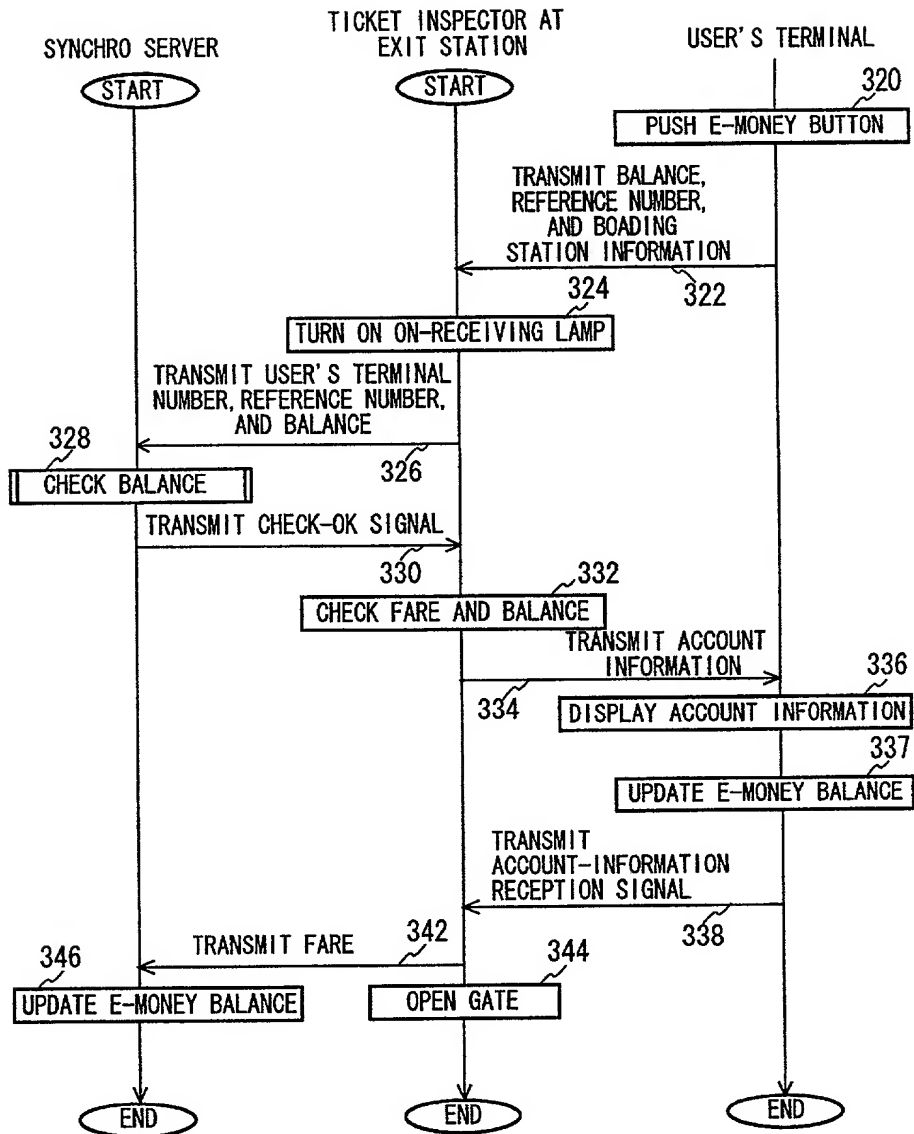 SYNCHRO SERVER
TICKET INSPECTOR AT
EXIT STATION
USER'S TERMINAL
START
START
320
PUSH E-MONEY BUTTON
TRANSMIT BALANCE,
REFERENCE NUMBER,
AND BOADING
STATION INFORMATION
322
324
TURN ON ON-RECEIVING LAMP
TRANSMIT USER'S TERMINAL
NUMBER, REFERENCE NUMBER,
AND BALANCE
326
328
CHECK BALANCE
TRANSMIT CHECK-OK SIGNAL
330
332
CHECK FARE AND BALANCE
TRANSMIT ACCOUNT
INFORMATION
334
336
DISPLAY ACCOUNT INFORMATION
337
UPDATE E-MONEY BALANCE
TRANSMIT
ACCOUNT-INFORMATION
RECEPTION SIGNAL
338
TRANSMIT FARE
342
344
346
UPDATE E-MONEY BALANCE
OPEN GATE
END
END
END